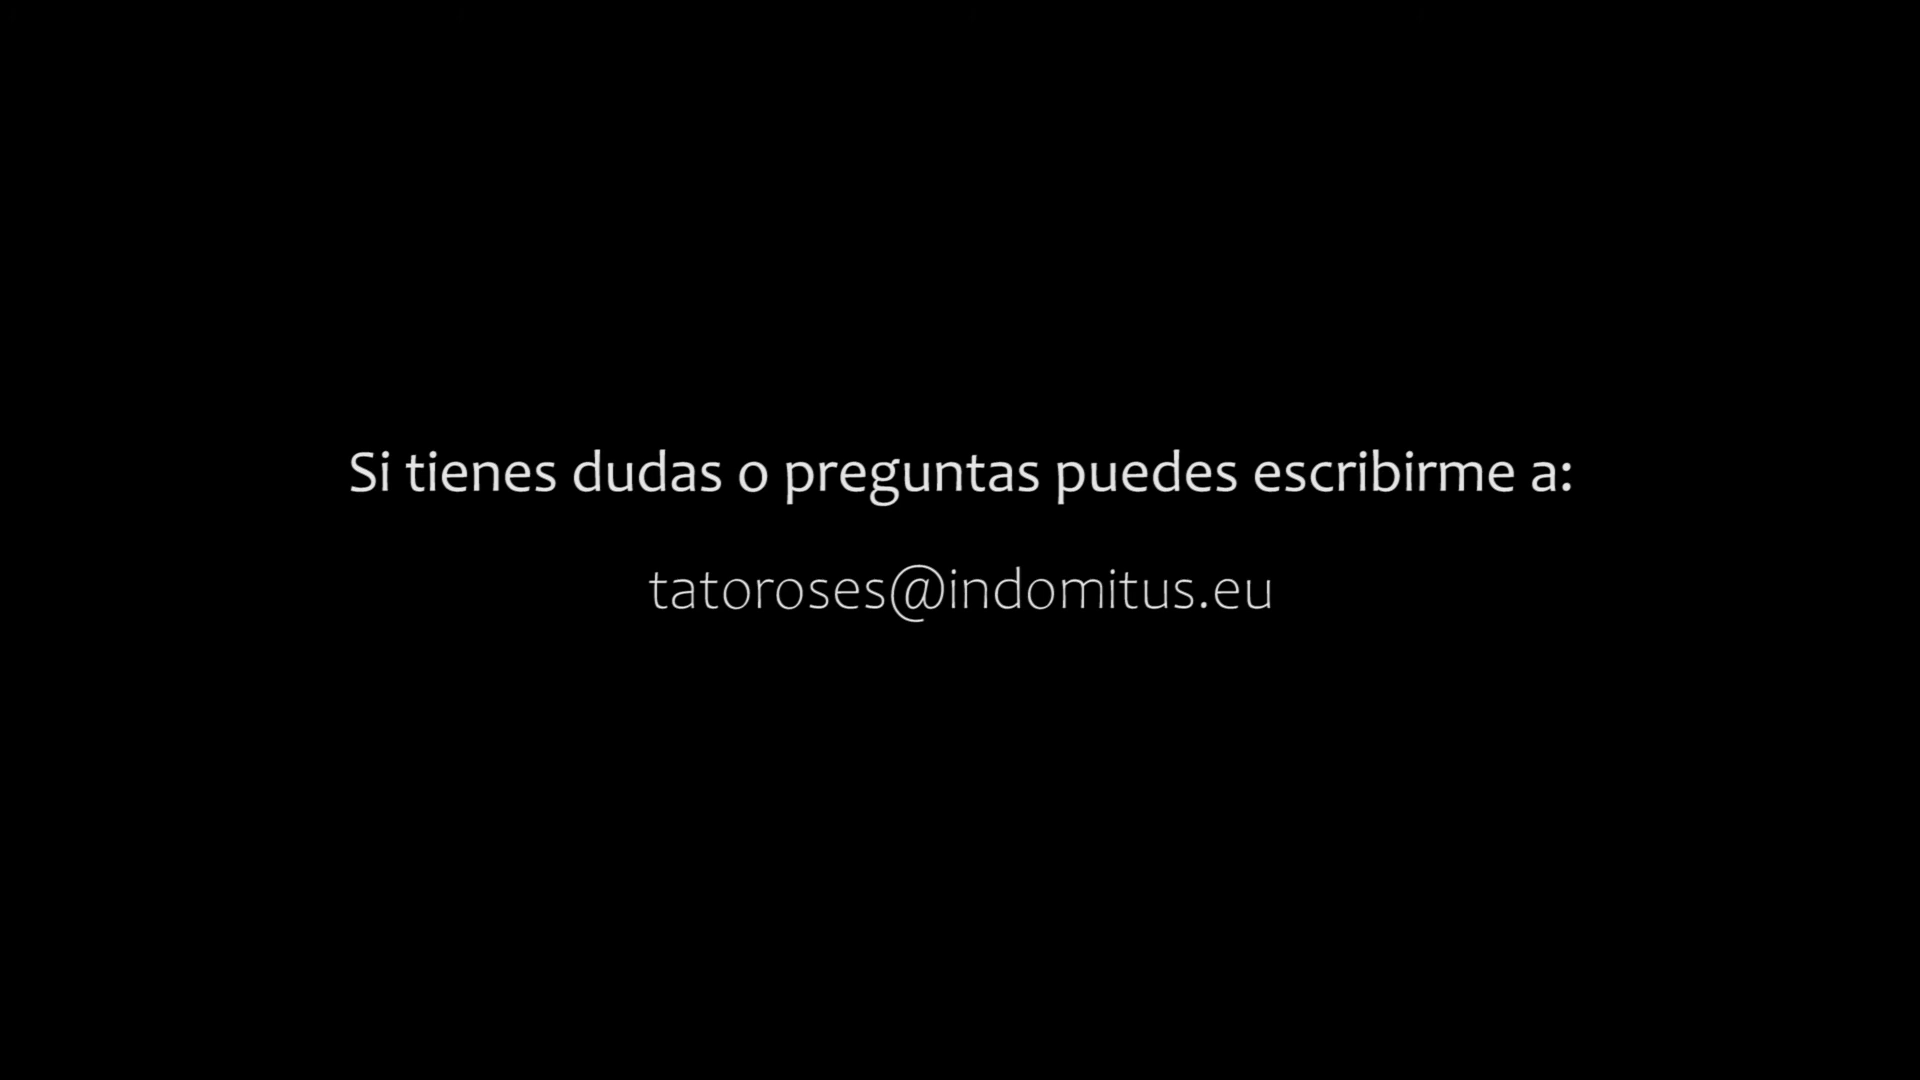 Si tienes dudas o preguntas puedes escribirme a:
tatoroses@indomitus.eu